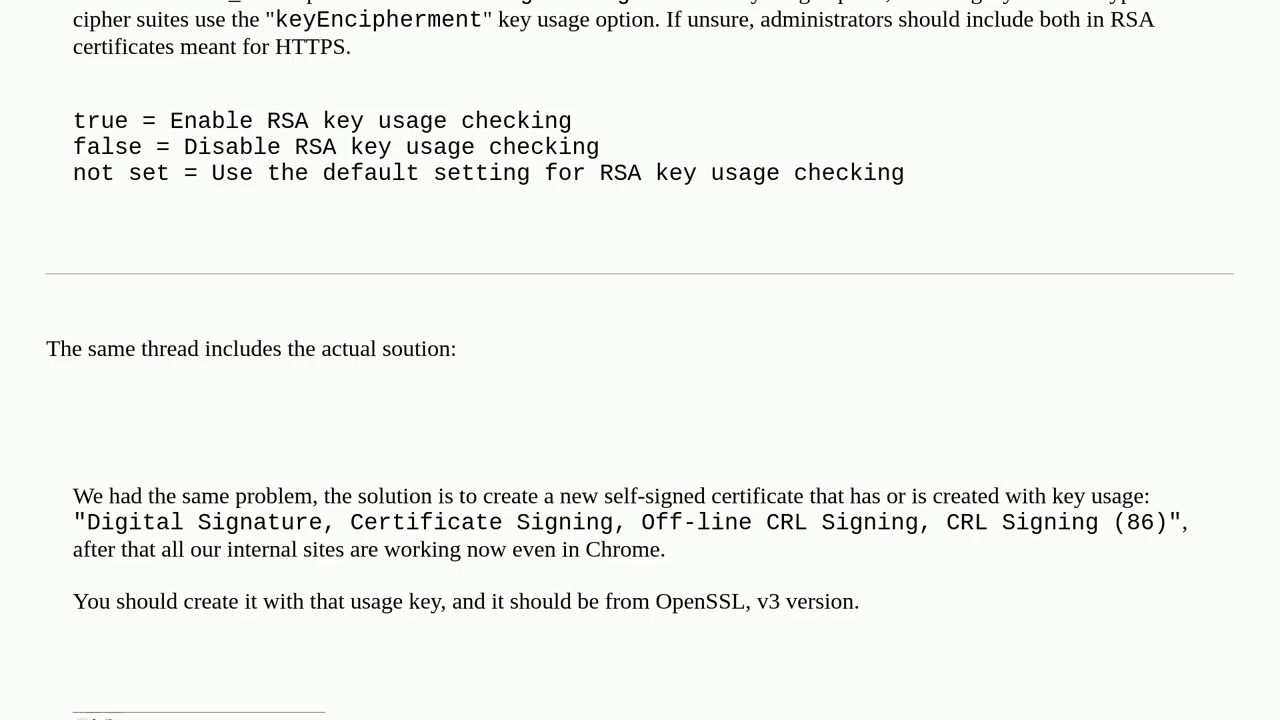 cipher suites use the "keyEncipherment" key usage option. If unsure, administrators should include both in RSA
certificates meant for HTTPS.
true = Enable RSA key usage checking
false = Disable RSA key usage checking
not set = Use the default setting for RSA key usage checking
The same thread includes the actual soution:
We had the same problem, the solution is to create a new self-signed certificate that has or is created with key usage:
"Digital Signature, Certificate Signing, Off-line CRL Signing, CRL Signing (86)",
after that all our internal sites are working now even in Chrome.
You should create it with that usage key, and it should be from OpenSSL, v3 version.